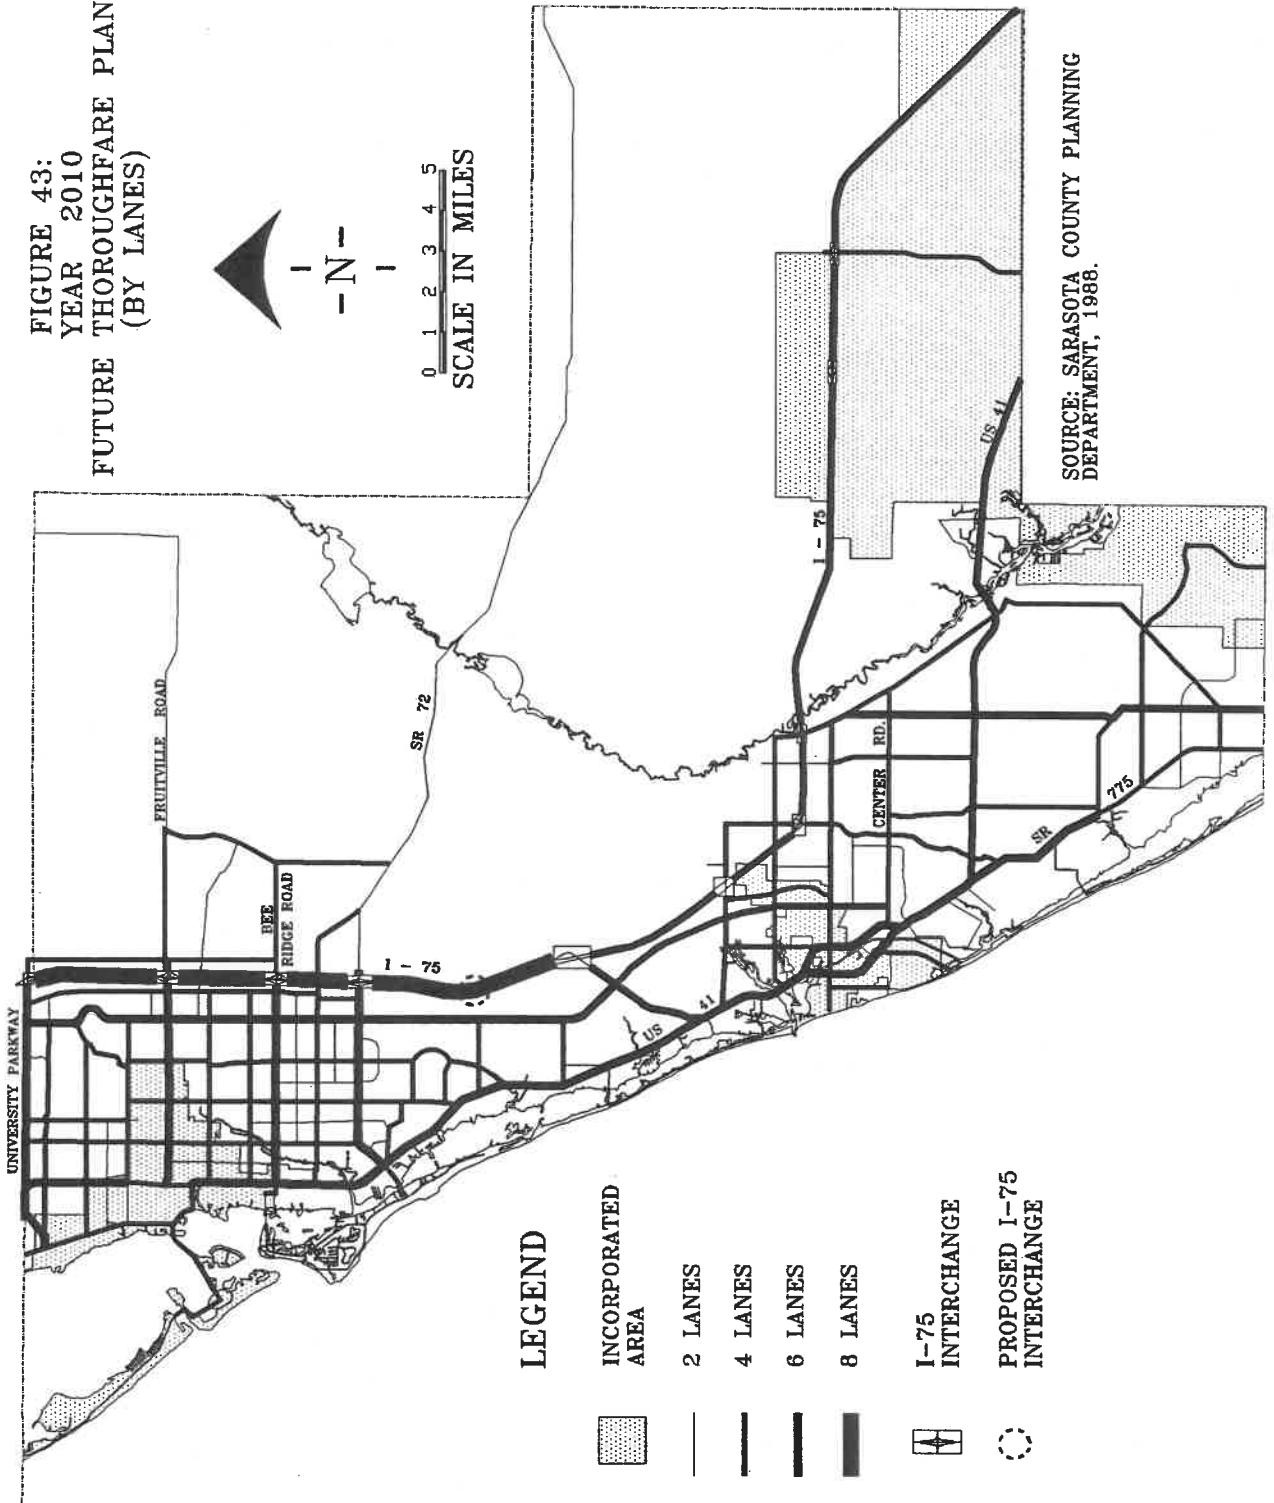 FIGURE 43:
YEAR 2010
FUTURE THOROUGHFARE PLAN
(BY LANES)
-N-
0 1 2 3 4 5
SCALE IN MILES
UNIVERSITY PARKWAY
FRUITVILLE ROAD
BEE
RIDGE ROAD
SR 72
I - 75
US 41
I - 75
CENTER RD.
US 41
SR 775
SOURCE: SARASOTA COUNTY PLANNING
DEPARTMENT, 1988.
LEGEND
INCORPORATED
AREA
2 LANES
4 LANES
6 LANES
8 LANES
I-75
INTERCHANGE
PROPOSED I-75
INTERCHANGE